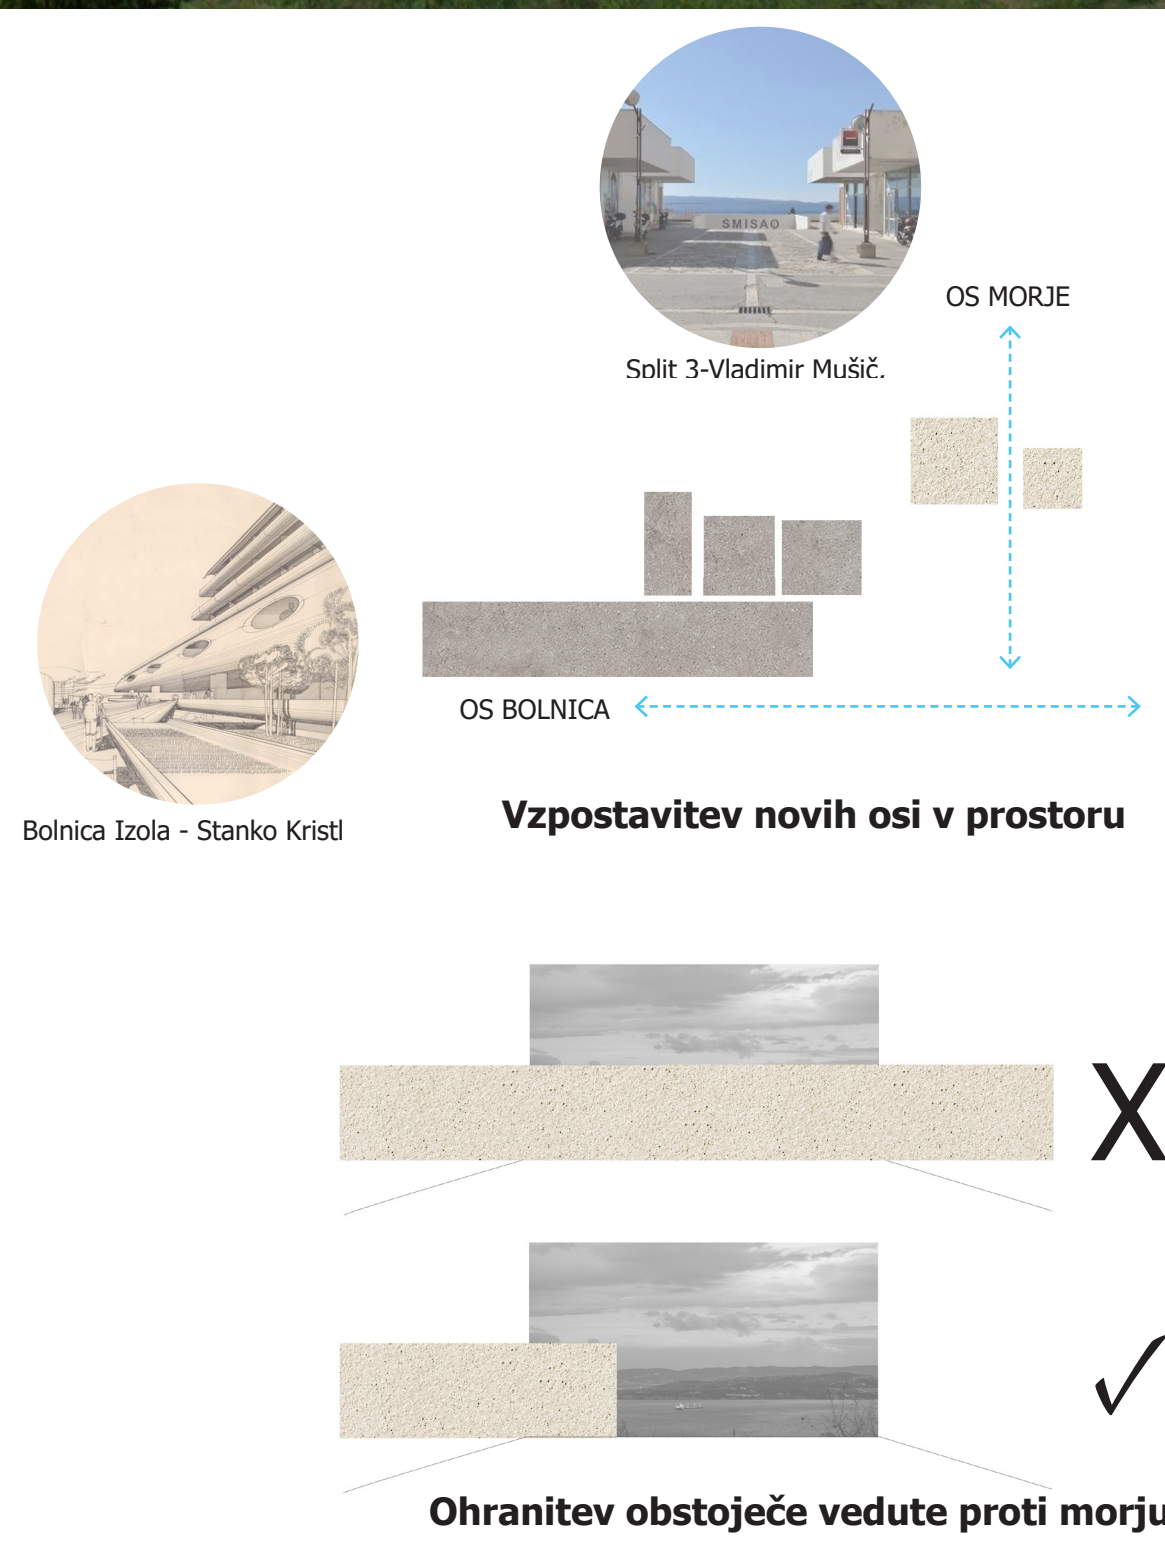 SMISAO
OS MORJE
Split 3-Vladimir Mušič,
OS BOLNICA
Vzpostavitev novih osi v prostoru
Bolnica Izola - Stanko Kristl
X
✓
Ohranitev obstoječe vedute proti morju